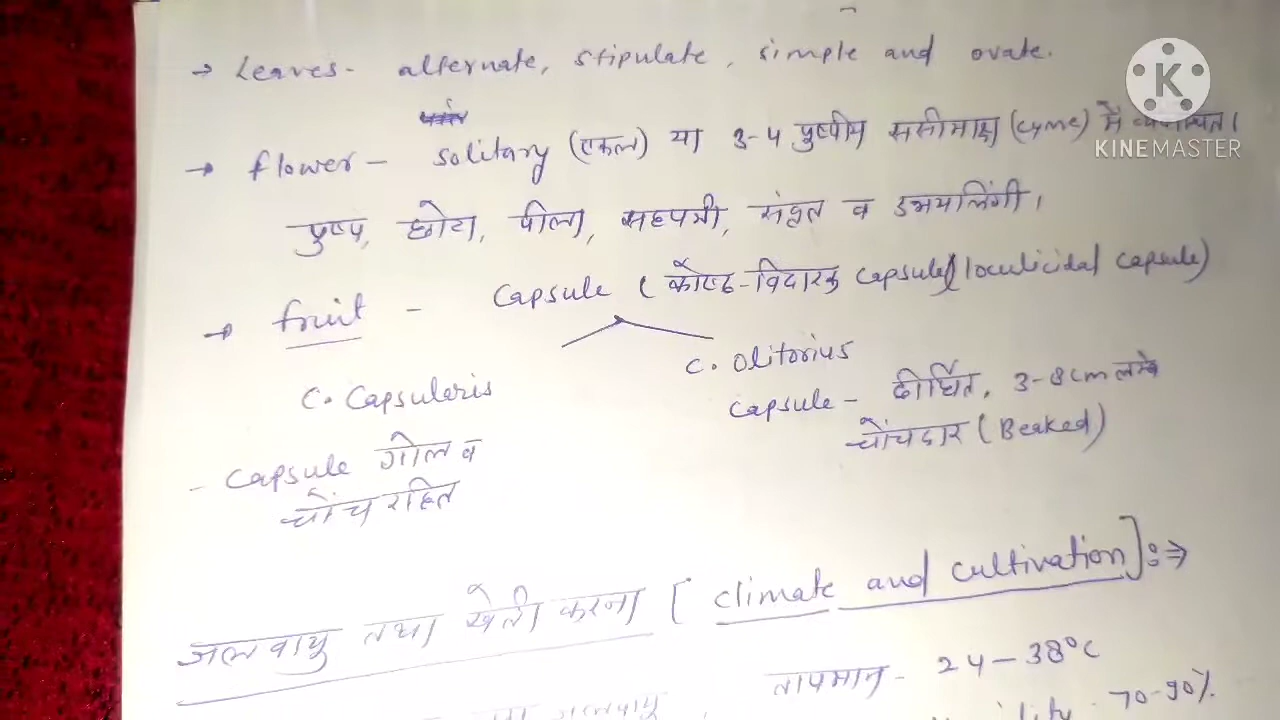 → Leaves- alternate, stipulate, simple and ovate.
→ flower - solitary (एकल) या 3-4 पुष्पीय ससीमाक्ष (cyme) में व्यवस्थित।
पुष्प, छोटा, पीला, सहपत्री, संवृत व उभयलिंगी।
→ fruit - Capsule (कोष्ठ-विदारक capsule/loculicidal capsule)
C. Capsularis
- Capsule गोल व
चोंच रहित
C. Olitorius
Capsule - दीर्घित, 3-8cm लम्बे
चोंचदार (Beaked)
जलवायु तथा खेती करना [climate and cultivation]:⇒
तापमान - 24-38°C
जलवायु
70-90%.
K
KINEMASTER